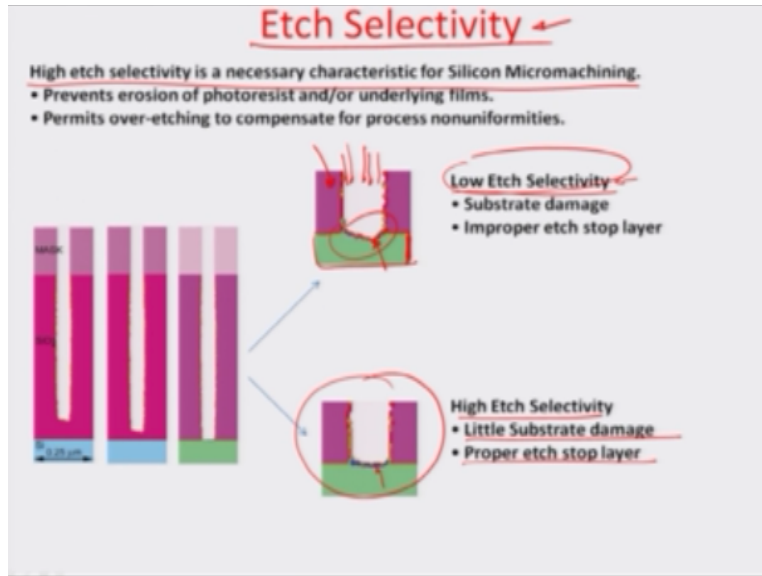 Etch Selectivity
High etch selectivity is a necessary characteristic for Silicon Micromachining.
• Prevents erosion of photoresist and/or underlying films.
• Permits over-etching to compensate for process nonuniformities.
Low Etch Selectivity
• Substrate damage
• Improper etch stop layer
MASK
SiO₂
Si
0.25 µm
High Etch Selectivity
• Little Substrate damage
• Proper etch stop layer